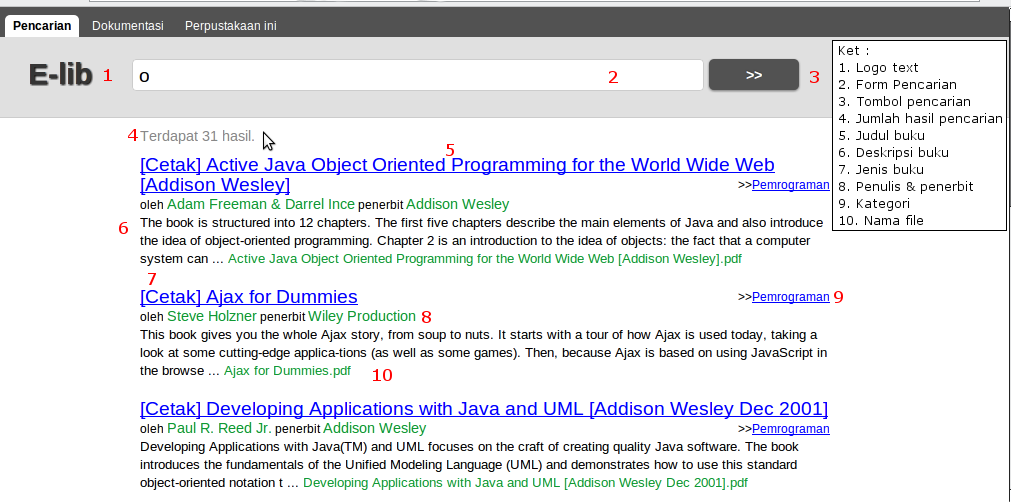 Pencarian Dokumentasi Perpustakaan ini
E-lib 1 o 2 >> 3
Ket :
1. Logo text
2. Form Pencarian
3. Tombol pencarian
4. Jumlah hasil pencarian
5. Judul buku
6. Deskripsi buku
7. Jenis buku
8. Penulis & penerbit
9. Kategori
10. Nama file
4 Terdapat 31 hasil.
5
[Cetak] Active Java Object Oriented Programming for the World Wide Web
[Addison Wesley] >>Pemrograman
oleh Adam Freeman & Darrel Ince penerbit Addison Wesley
6 The book is structured into 12 chapters. The first five chapters describe the main elements of Java and also introduce
the idea of object-oriented programming. Chapter 2 is an introduction to the idea of objects: the fact that a computer
system can ... Active Java Object Oriented Programming for the World Wide Web [Addison Wesley].pdf
7
[Cetak] Ajax for Dummies >>Pemrograman 9
oleh Steve Holzner penerbit Wiley Production 8
This book gives you the whole Ajax story, from soup to nuts. It starts with a tour of how Ajax is used today, taking a
look at some cutting-edge applica-tions (as well as some games). Then, because Ajax is based on using JavaScript in
the browse ... Ajax for Dummies.pdf 10
[Cetak] Developing Applications with Java and UML [Addison Wesley Dec 2001]
oleh Paul R. Reed Jr. penerbit Addison Wesley >>Pemrograman
Developing Applications with Java(TM) and UML focuses on the craft of creating quality Java software. The book
introduces the fundamentals of the Unified Modeling Language (UML) and demonstrates how to use this standard
object-oriented notation t ... Developing Applications with Java and UML [Addison Wesley Dec 2001].pdf